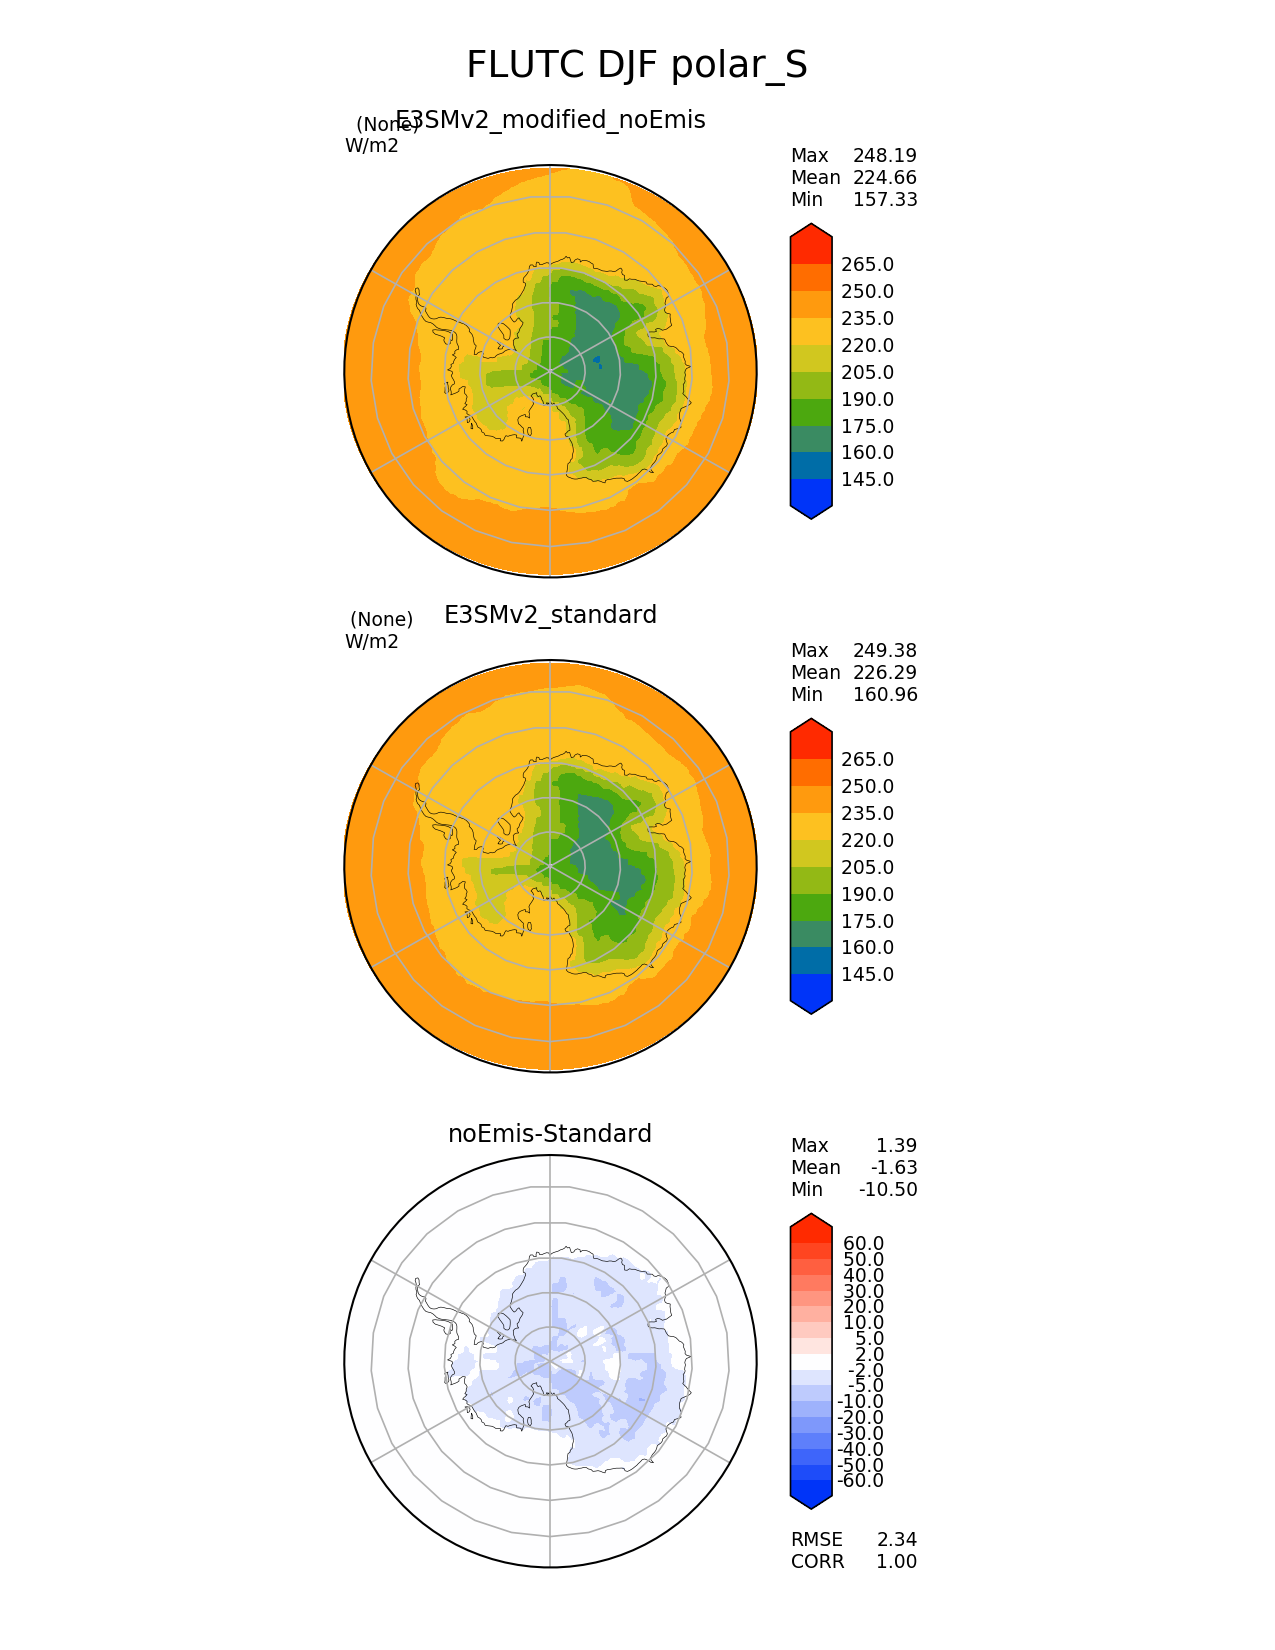 FLUTC DJF polar_S
E3SMv2_modified_noEmis
(None)
W/m2
Max 248.19
Mean 224.66
Min 157.33
265.0
250.0
235.0
220.0
205.0
190.0
175.0
160.0
145.0
E3SMv2_standard
(None)
W/m2
Max 249.38
Mean 226.29
Min 160.96
265.0
250.0
235.0
220.0
205.0
190.0
175.0
160.0
145.0
noEmis-Standard
Max 1.39
Mean -1.63
Min -10.50
60.0
50.0
40.0
30.0
20.0
10.0
5.0
2.0
-2.0
-5.0
-10.0
-20.0
-30.0
-40.0
-50.0
-60.0
RMSE 2.34
CORR 1.00